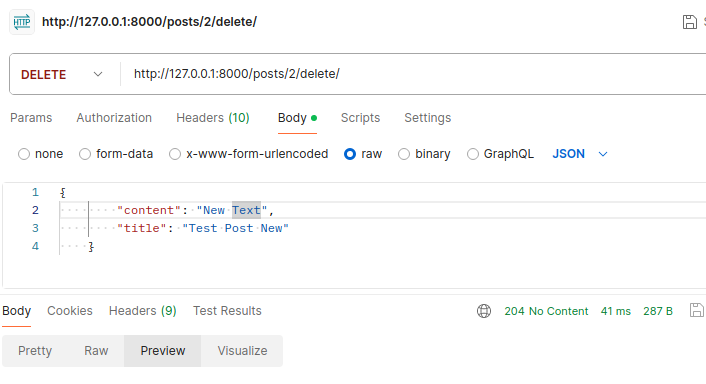 HTTP http://127.0.0.1:8000/posts/2/delete/
DELETE http://127.0.0.1:8000/posts/2/delete/
Params Authorization Headers (10) Body Scripts Settings
none form-data x-www-form-urlencoded raw binary GraphQL JSON
1 {
2 "content": "New Text",
3 "title": "Test Post New"
4 }
Body Cookies Headers (9) Test Results 204 No Content 41 ms 287 B
Pretty Raw Preview Visualize